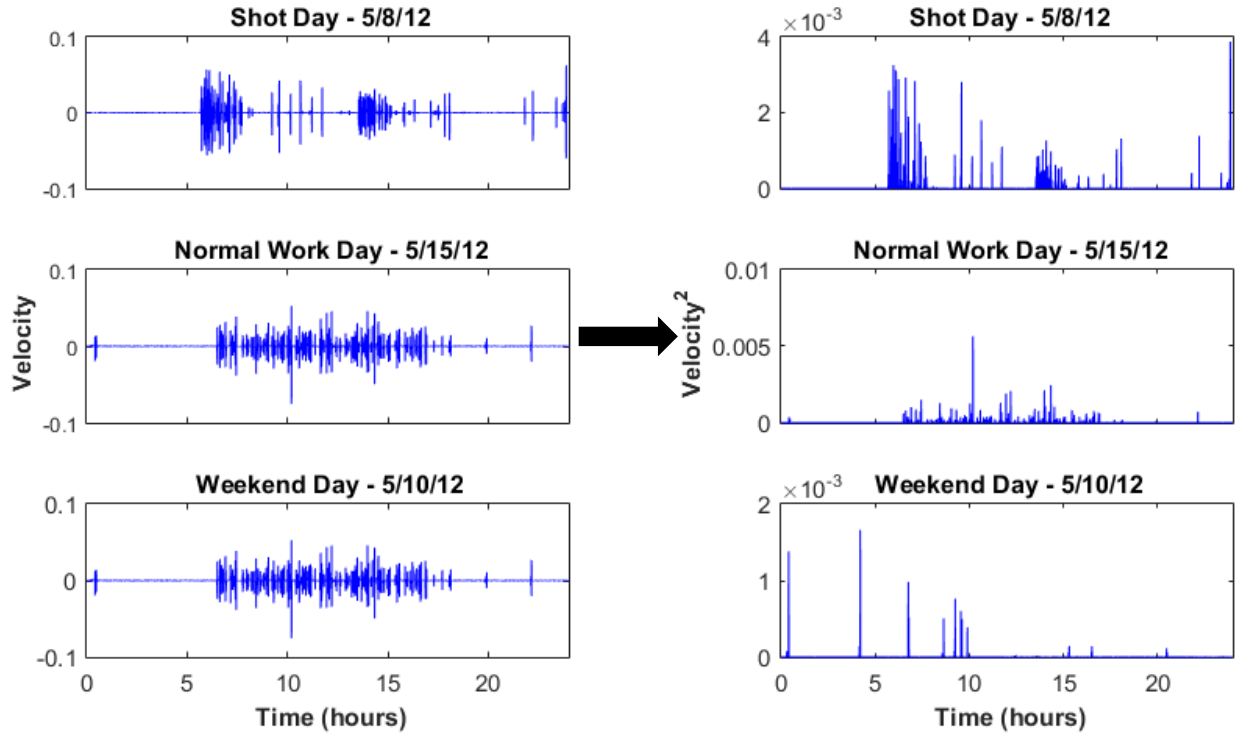 Shot Day - 5/8/12
0.1
0
-0.1
Normal Work Day - 5/15/12
0.1
0
-0.1
Velocity
Weekend Day - 5/10/12
0.1
0
-0.1
0 5 10 15 20
Time (hours)
×10⁻³ Shot Day - 5/8/12
4
2
0
Normal Work Day - 5/15/12
0.01
0.005
0
Velocity²
×10⁻³ Weekend Day - 5/10/12
2
1
0
0 5 10 15 20
Time (hours)